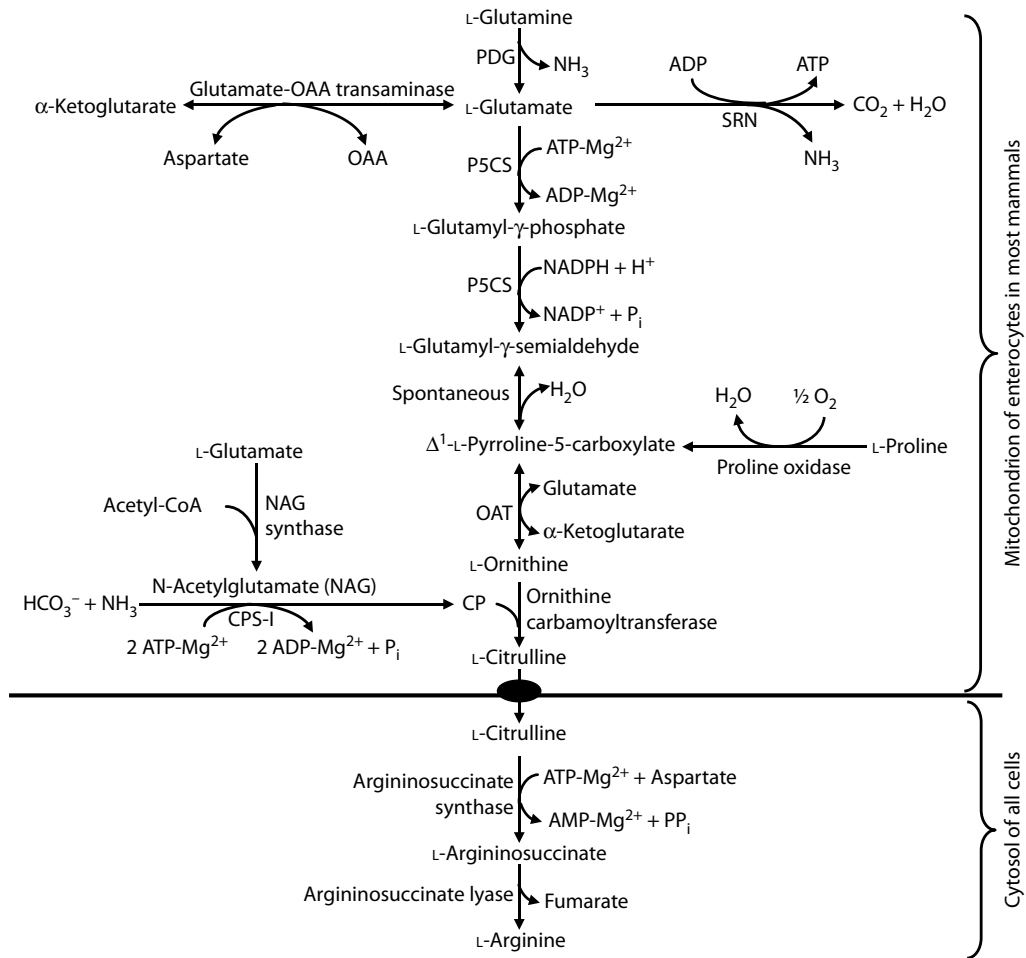 L-Glutamine
PDG
NH3
Glutamate-OAA transaminase
ADP
ATP
α-Ketoglutarate
L-Glutamate
CO2 + H2O
SRN
Aspartate
OAA
NH3
P5CS
ATP-Mg2+
ADP-Mg2+
L-Glutamyl-γ-phosphate
P5CS
NADPH + H+
NADP+ + Pi
L-Glutamyl-γ-semialdehyde
Spontaneous
H2O
H2O
½ O2
Δ1-L-Pyrroline-5-carboxylate
L-Proline
Proline oxidase
L-Glutamate
Acetyl-CoA
NAG
synthase
OAT
Glutamate
α-Ketoglutarate
L-Ornithine
N-Acetylglutamate (NAG)
HCO3− + NH3
CPS-I
2 ATP-Mg2+
2 ADP-Mg2+ + Pi
CP
Ornithine
carbamoyltransferase
L-Citrulline
Mitochondrion of enterocytes in most mammals
L-Citrulline
Argininosuccinate
synthase
ATP-Mg2+ + Aspartate
AMP-Mg2+ + PPi
L-Argininosuccinate
Argininosuccinate lyase
Fumarate
L-Arginine
Cytosol of all cells